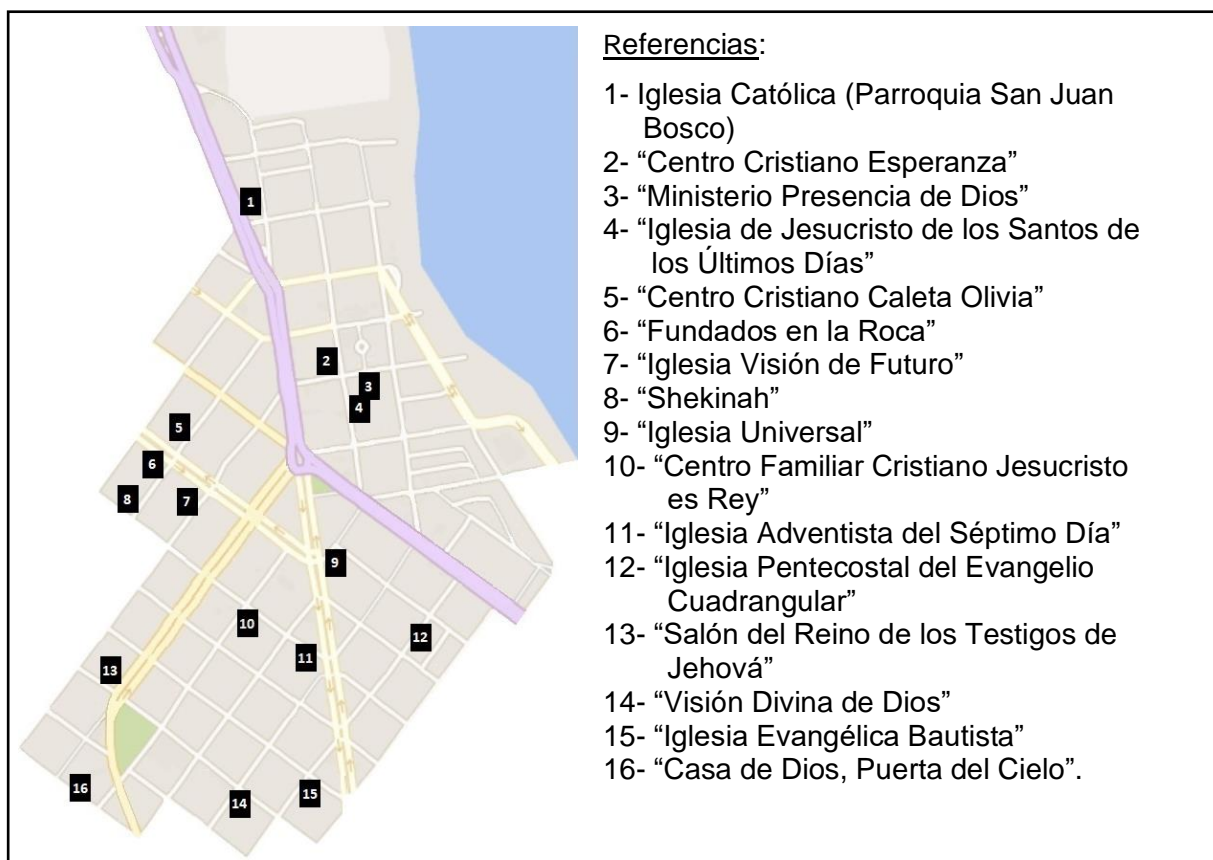 Referencias:
1- Iglesia Católica (Parroquia San Juan
Bosco)
2- “Centro Cristiano Esperanza”
3- “Ministerio Presencia de Dios”
4- “Iglesia de Jesucristo de los Santos de
los Últimos Días”
5- “Centro Cristiano Caleta Olivia”
6- “Fundados en la Roca”
7- “Iglesia Visión de Futuro”
8- “Shekinah”
9- “Iglesia Universal”
10- “Centro Familiar Cristiano Jesucristo
es Rey”
11- “Iglesia Adventista del Séptimo Día”
12- “Iglesia Pentecostal del Evangelio
Cuadrangular”
13- “Salón del Reino de los Testigos de
Jehová”
14- “Visión Divina de Dios”
15- “Iglesia Evangélica Bautista”
16- “Casa de Dios, Puerta del Cielo”.
1
2
3
4
5
6
7
8
9
10
11
12
13
14
15
16